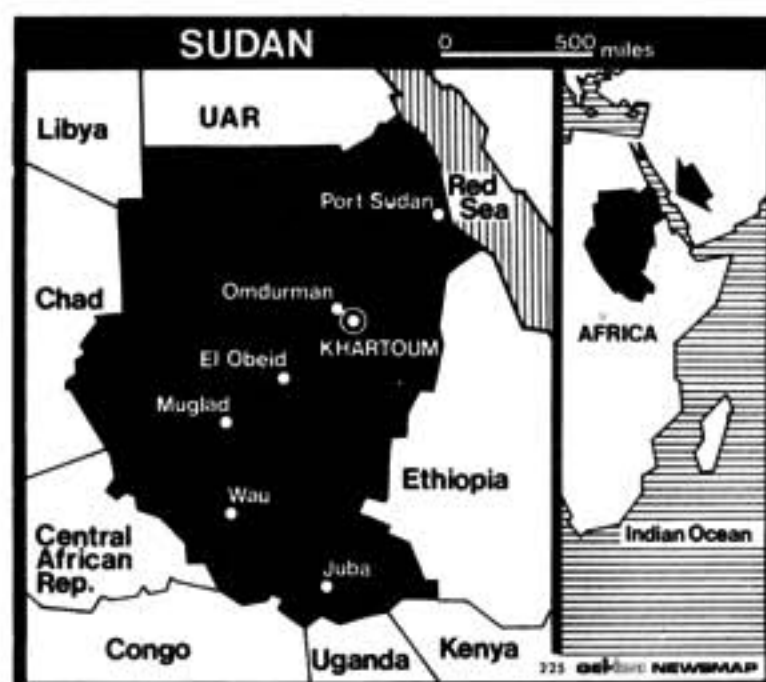 SUDAN
0 500 miles
Libya
UAR
Red
Sea
Port Sudan
Chad
Omdurman
KHARTOUM
El Obeid
Muglad
Ethiopia
Wau
Central
African
Rep.
Juba
Congo
Uganda
Kenya
AFRICA
Indian Ocean
225
NEWSMAP